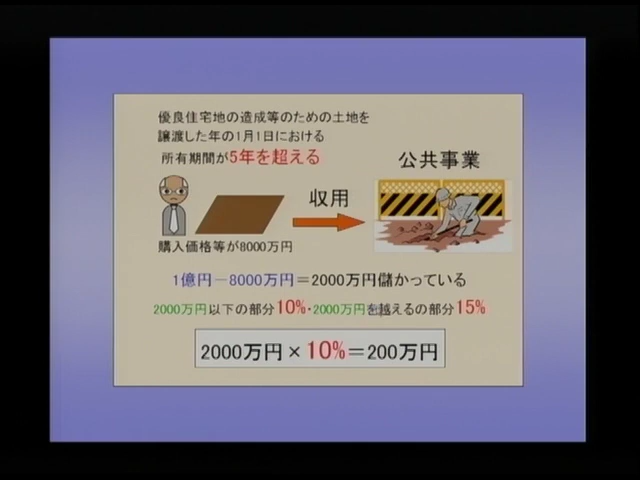 優良住宅地の造成等のための土地を
譲渡した年の1月1日における
所有期間が5年を超える
公共事業
収用
購入価格等が8000万円
1億円－8000万円＝2000万円儲かっている
2000万円以下の部分10%・2000万円を越えるの部分15%
2000万円×10%＝200万円